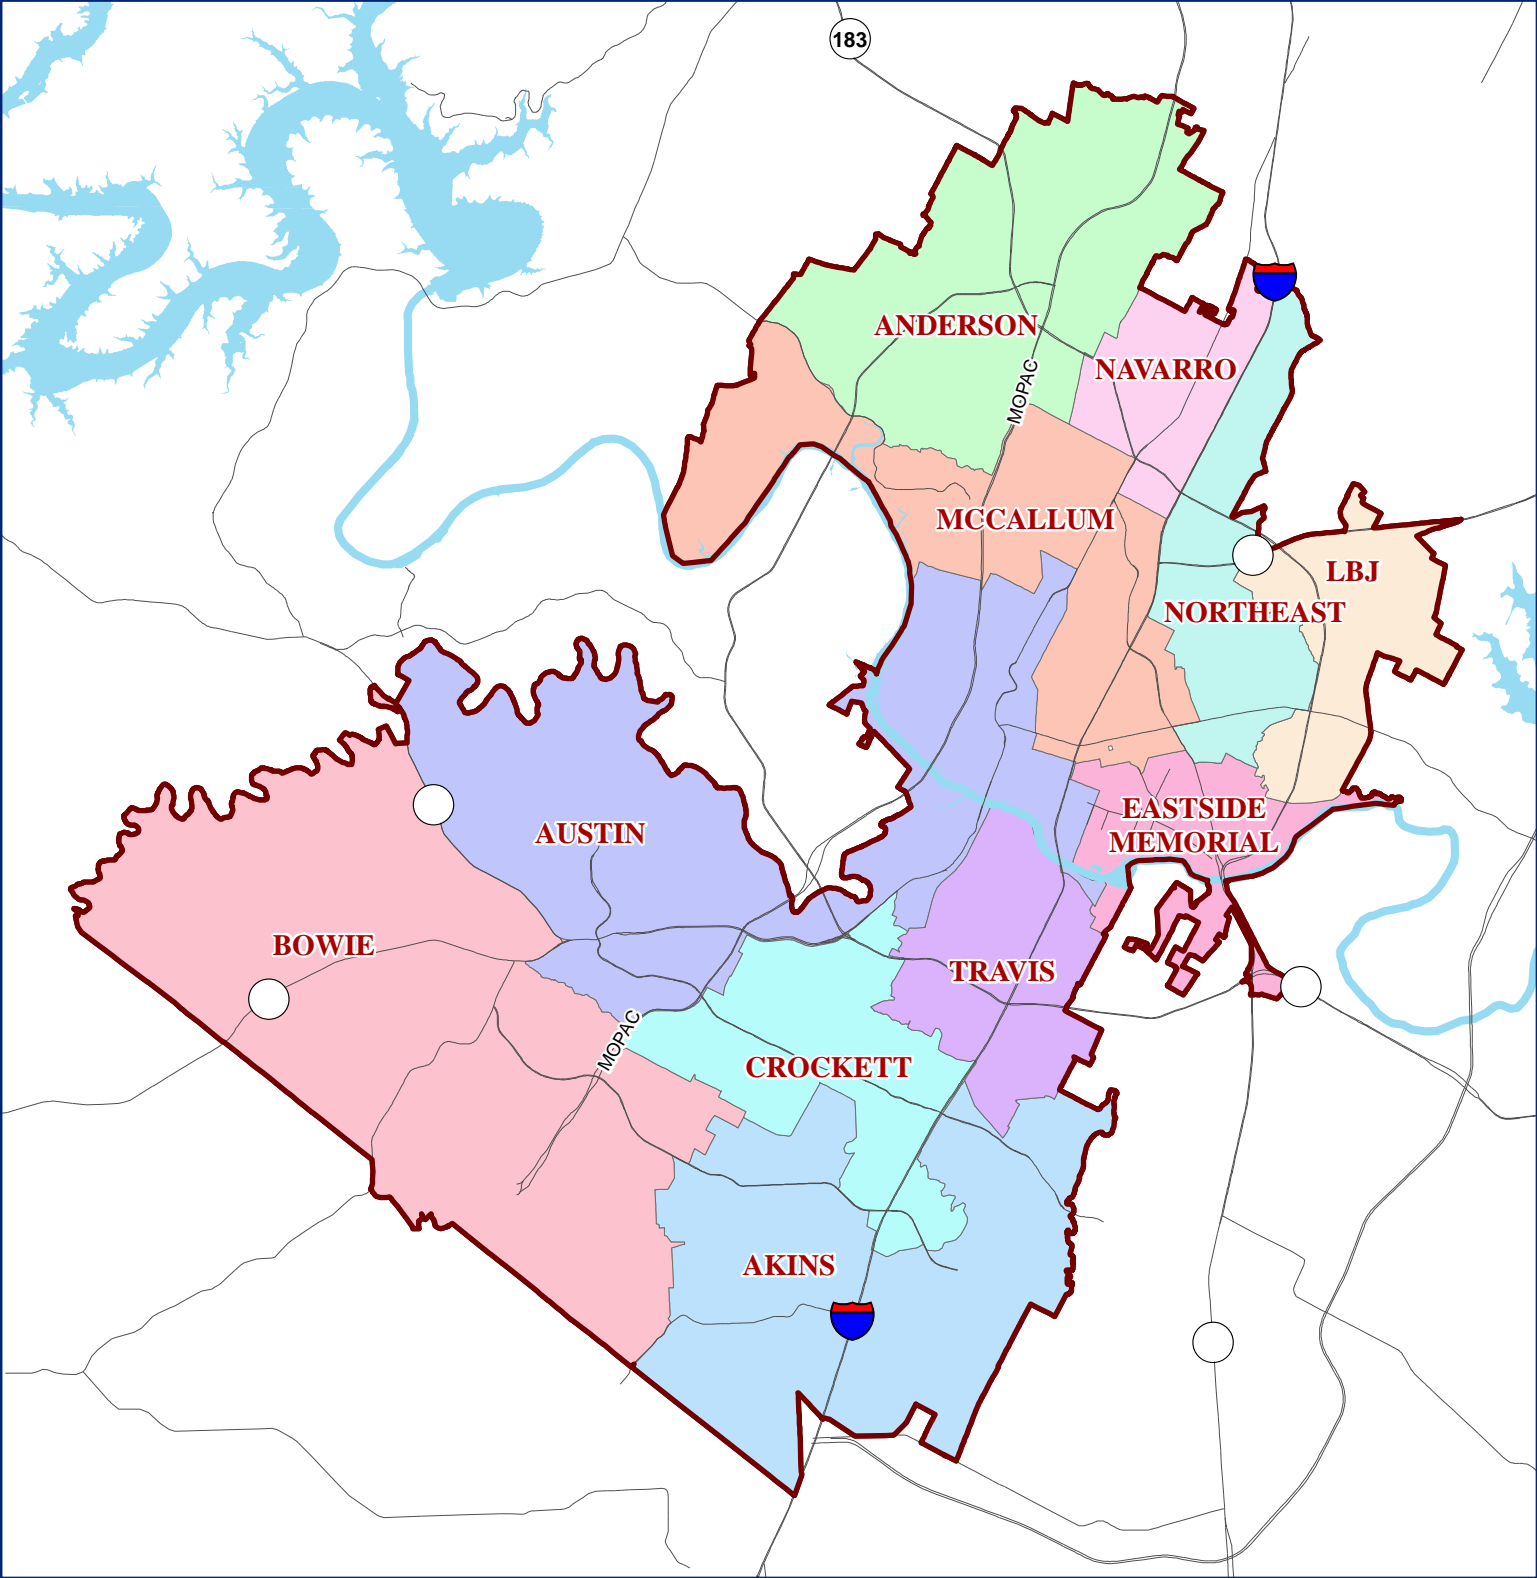 183
ANDERSON
MOPAC
NAVARRO
MCCALLUM
LBJ
NORTHEAST
EASTSIDE
MEMORIAL
AUSTIN
BOWIE
TRAVIS
MOPAC
CROCKETT
AKINS